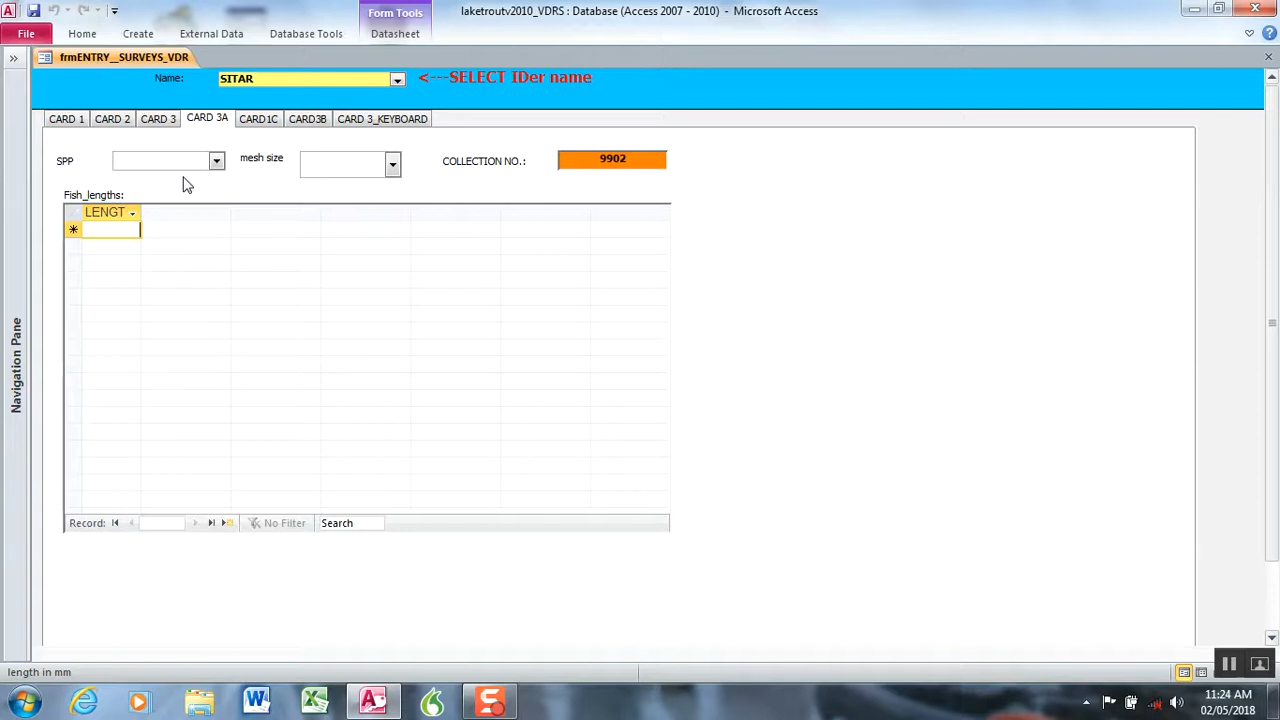 laketroutv2010_VDRS : Database (Access 2007 - 2010) - Microsoft Access
Form Tools
File Home Create External Data Database Tools Datasheet
frmENTRY__SURVEYS_VDR
Name: SITAR <---SELECT IDer name
CARD 1 CARD 2 CARD 3 CARD 3A CARD1C CARD3B CARD 3_KEYBOARD
SPP mesh size COLLECTION NO.: 9902
Fish_lengths:
LENGT
Record: No Filter Search
Navigation Pane
length in mm
11:24 AM
02/05/2018